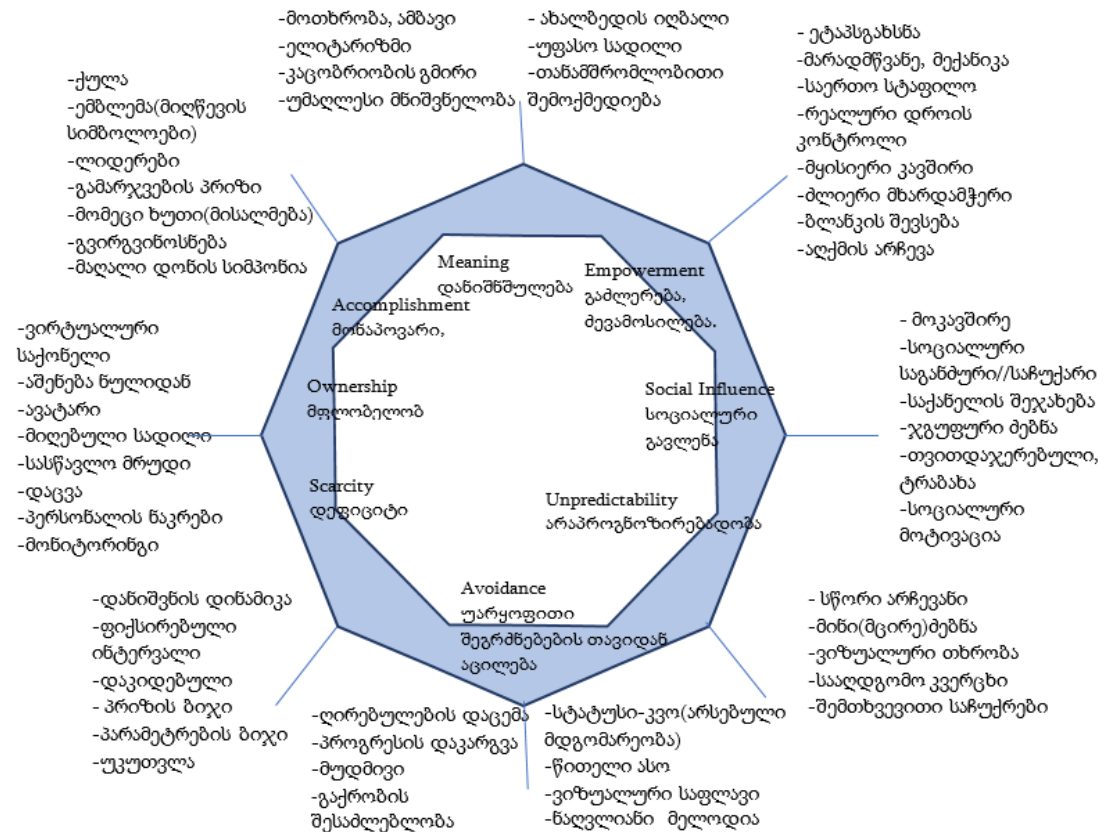 -მოთხრობა, ამბავი
-ელიტარიზმი
-კაცობრიობის გმირი
-უმაღლესი მნიშვნელობა
- ახალბედის იღბალი
-უფასო სადილი
-თანამშრომლობითი
შემოქმედიება
- ეტაპსგახსნა
-მარადმწვანე, მექანიკა
-საერთო სტაფილო
-რეალური დროის
კონტროლი
-მყისიერი კავშირი
-ძლიერი მხარდამჭერი
-ბლანკის შევსება
-აღქმის არჩევა
-ქულა
-ემბლემა(მიღწევის
სიმბოლოები)
-ლიდერები
-გამარჯვების პრიზი
-მომეცი ხუთი(მისალმება)
-გვირგვინოსნება
-მაღალი დონის სიმპონია
Meaning
დანიშნშულება
Empowerment
გაძლერება,
ძევამოსილება.
Accomplishment
მონაპოვარი,
Ownership
მფლობელობ
Social Influence
სოციალური
გავლენა
Scarcity
დეფიციტი
Unpredictability
არაპროგნოზირებადობა
Avoidance
უარყოფითი
შეგრძნებების თავიდან
აცილება
-ვირტუალური
საქონელი
-აშენება ნულიდან
-ავატარი
-მიღებული სადილი
-სასწავლო მრუდი
-დაცვა
-პერსონალის ნაკრები
-მონიტორინგი
- მოკავშირე
-სოციალური
საგანძური//საჩუქარი
-საქანელის შეჯახება
-ჯგუფური ძებნა
-თვითდაჯერებული,
ტრაბახა
-სოციალური
მოტივაცია
-დანიშვნის დინამიკა
-ფიქსირებული
ინტერვალი
-დაკიდებული
- პრიზის ბიჯი
-პარამეტრების ბიჯი
-უკუთვლა
-ღირებულების დაცემა
-პროგრესის დაკარგვა
-მუდმივი
-გაქრობის
შესაძლებლობა
-სტატუსი-კვო(არსებული
მდგომარეობა)
-წითელი ასო
-ვიზუალური საფლავი
-ნაღვლიანი მელოდია
- სწორი არჩევანი
-მინი(მცირე)ძებნა
-ვიზუალური თხრობა
-სააღდგომო კვერცხი
-შემთხვევითი საჩუქრები